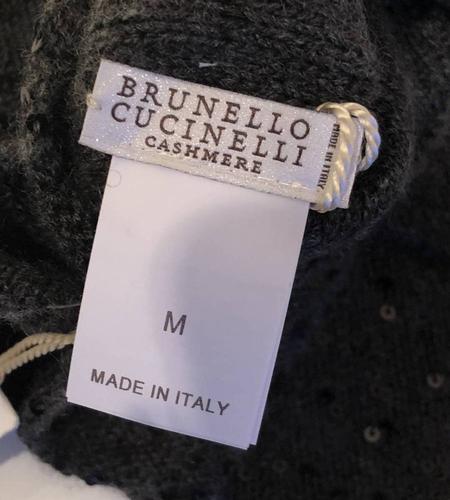 BRUNELLO
CUCINELLI
CASHMERE
MADE IN ITALY
M
MADE IN ITALY